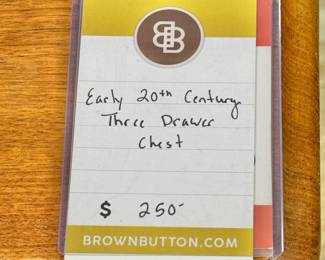 BB
Early 20th Century
Three Drawer
Chest
$ 250-
BROWNBUTTON.COM